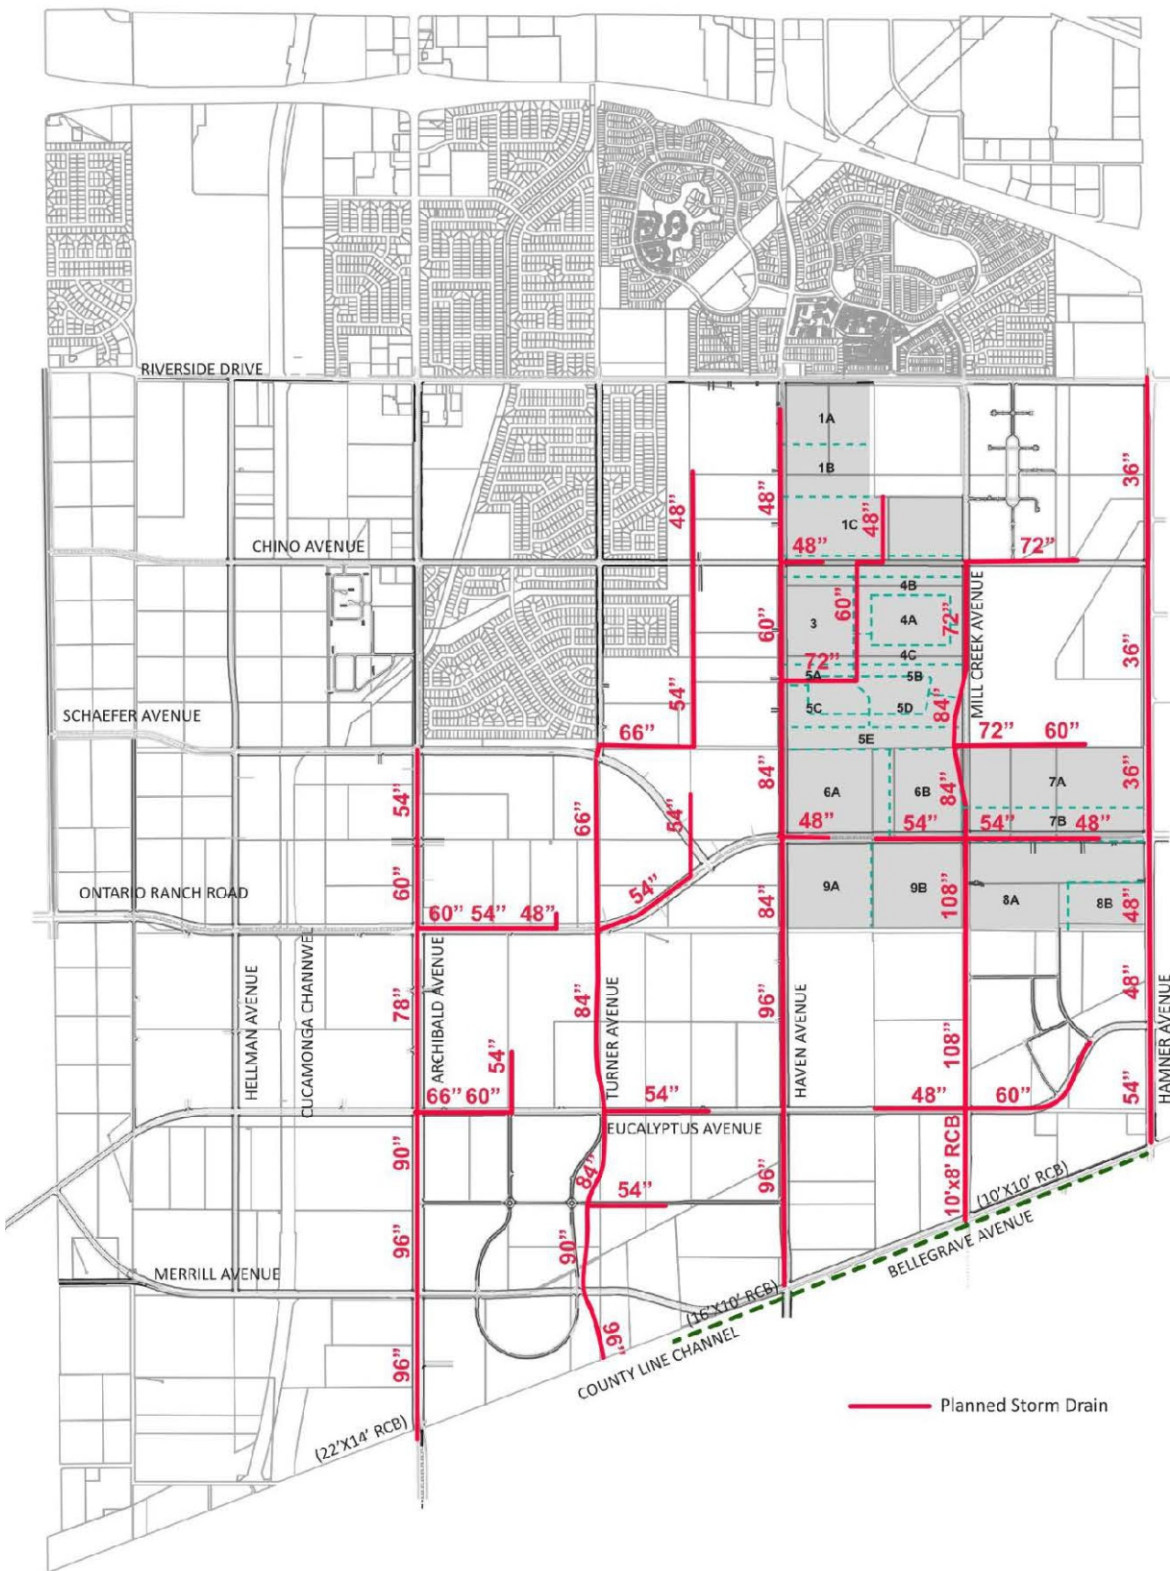 RIVERSIDE DRIVE
1A
1B
36”
48”
48”
1C
48”
CHINO AVENUE
48”
72”
4B
60”
60”
3
4A
72”
MILL CREEK AVENUE
36”
4C
72”
5A
5B
54”
5C
5D
84”
SCHAEFER AVENUE
66”
5E
72”
60”
54”
84”
6A
6B
84”
7A
36”
66”
54”
48”
54”
54”
7B
48”
60”
54”
ONTARIO RANCH ROAD
84”
9A
9B
108”
8A
8B
48”
60”
54”
48”
HELLMAN AVENUE
CUCAMONGA CHANNWEL
78”
ARCHIBALD AVENUE
84”
TURNER AVENUE
96”
HAVEN AVENUE
108”
48”
HAMNER AVENUE
54”
66”
60”
54”
48”
60”
54”
EUCALYPTUS AVENUE
90”
84”
54”
96”
10’x8’ RCB
(10’X10’ RCB)
96”
90”
BELLEGRAVE AVENUE
MERRILL AVENUE
(16’X10’ RCB)
96”
96”
COUNTY LINE CHANNEL
(22’X14’ RCB)
Planned Storm Drain